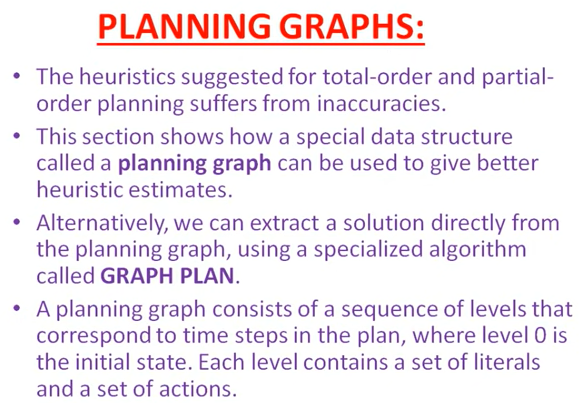 PLANNING GRAPHS:
• The heuristics suggested for total-order and partial-
order planning suffers from inaccuracies.
• This section shows how a special data structure
called a planning graph can be used to give better
heuristic estimates.
• Alternatively, we can extract a solution directly from
the planning graph, using a specialized algorithm
called GRAPH PLAN.
• A planning graph consists of a sequence of levels that
correspond to time steps in the plan, where level 0 is
the initial state. Each level contains a set of literals
and a set of actions.